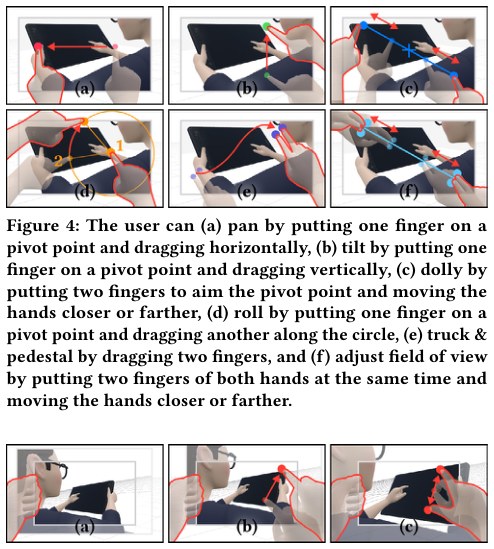 (a)
(b)
(c)
1
2
(d)
(e)
(f)
Figure 4: The user can (a) pan by putting one finger on a
pivot point and dragging horizontally, (b) tilt by putting one
finger on a pivot point and dragging vertically, (c) dolly by
putting two fingers to aim the pivot point and moving the
hands closer or farther, (d) roll by putting one finger on a
pivot point and dragging another along the circle, (e) truck &
pedestal by dragging two fingers, and (f) adjust field of view
by putting two fingers of both hands at the same time and
moving the hands closer or farther.
(a)
(b)
(c)